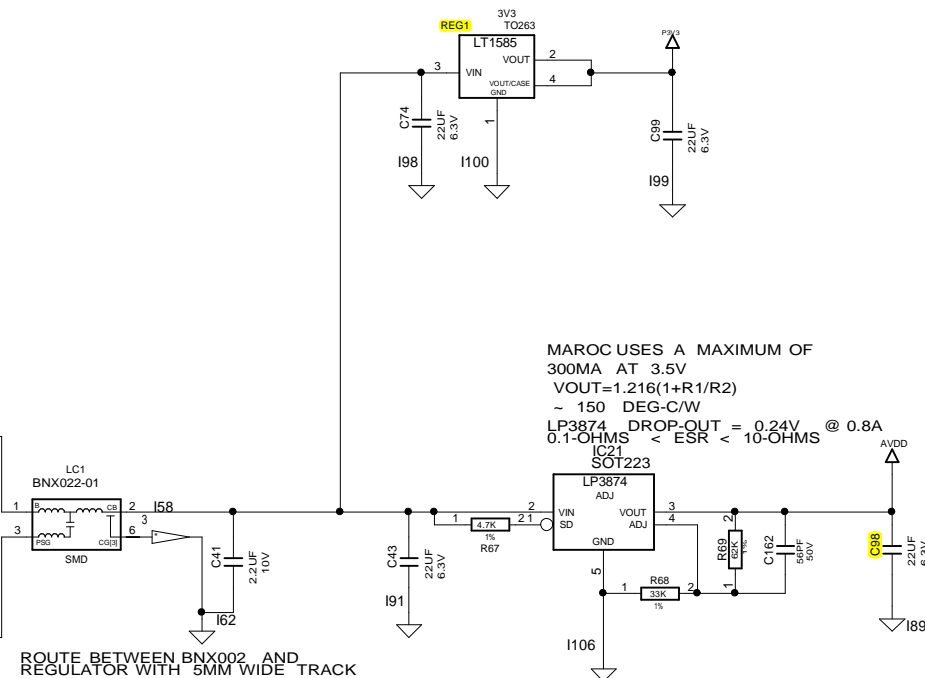 3V3
REG1 TO263
LT1585
3 VIN VOUT 2
VOUT/CASE 4
GND
1
P3V3
C74 22UF 6.3V
I98
I100
C99 22UF 6.3V
I99
MAROC USES A MAXIMUM OF
300MA AT 3.5V
VOUT=1.216(1+R1/R2)
~ 150 DEG-C/W
LP3874 DROP-OUT = 0.24V @ 0.8A
0.1-OHMS < ESR < 10-OHMS
IC21
SOT223
LP3874
ADJ
2 VIN VOUT 3
1 SD ADJ 4
GND
5
AVDD
LC1
BNX022-01
1 B CB 2
3 PSG CG[3] 6
SMD
I58
3
C41 2.2UF 10V
I62
C43 22UF 6.3V
I91
1 4.7K 2
1%
R67
R68
1 33K 2
1%
2 R69 62K 1% 1
C162 56PF 50V
C98 22UF 6.3V
I89
I106
ROUTE BETWEEN BNX002 AND
REGULATOR WITH 5MM WIDE TRACK